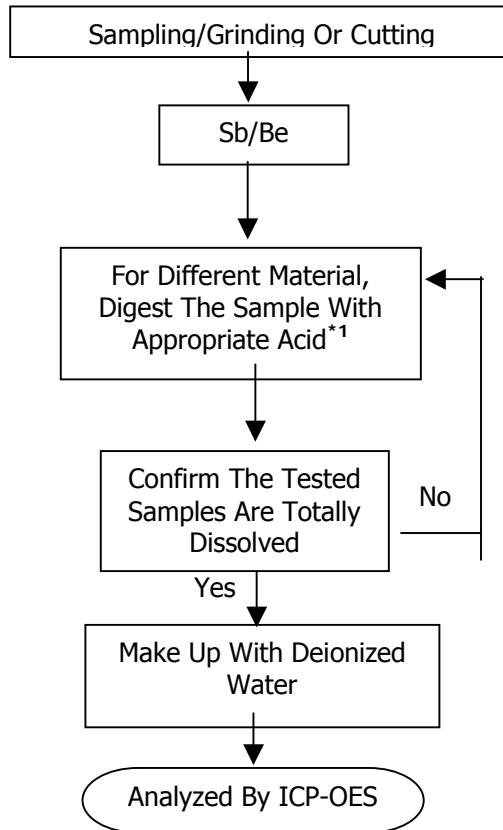 Sampling/Grinding Or Cutting
Sb/Be
For Different Material,
Digest The Sample With
Appropriate Acid*1
Confirm The Tested
Samples Are Totally
Dissolved
No
Yes
Make Up With Deionized
Water
Analyzed By ICP-OES